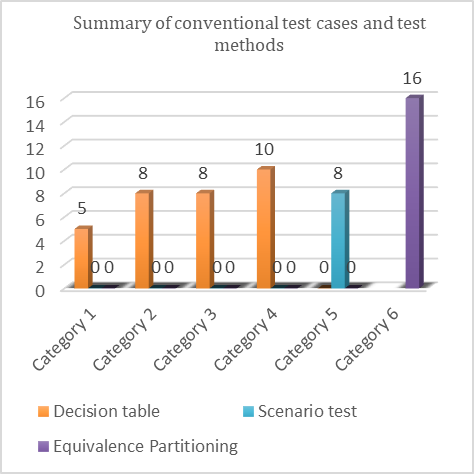 Summary of conventional test cases and test
methods
16
16
14
12
10
8
6
4
2
0
5
8
8
10
8
0 0
0 0
0 0
0 0
0 0
Category 1
Category 2
Category 3
Category 4
Category 5
Category 6
Decision table
Scenario test
Equivalence Partitioning